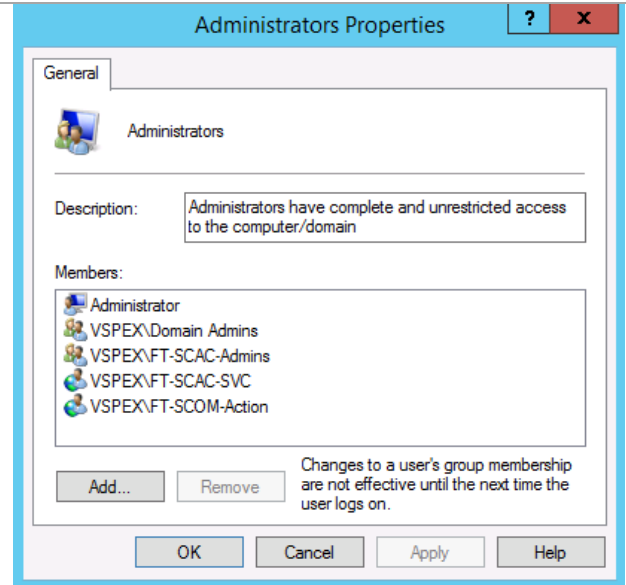 Administrators Properties
?
x
General
Administrators
Description:
Administrators have complete and unrestricted access
to the computer/domain
Members:
Administrator
VSPEX\Domain Admins
VSPEX\FT-SCAC-Admins
VSPEX\FT-SCAC-SVC
VSPEX\FT-SCOM-Action
Add...
Remove
Changes to a user's group membership
are not effective until the next time the
user logs on.
OK
Cancel
Apply
Help